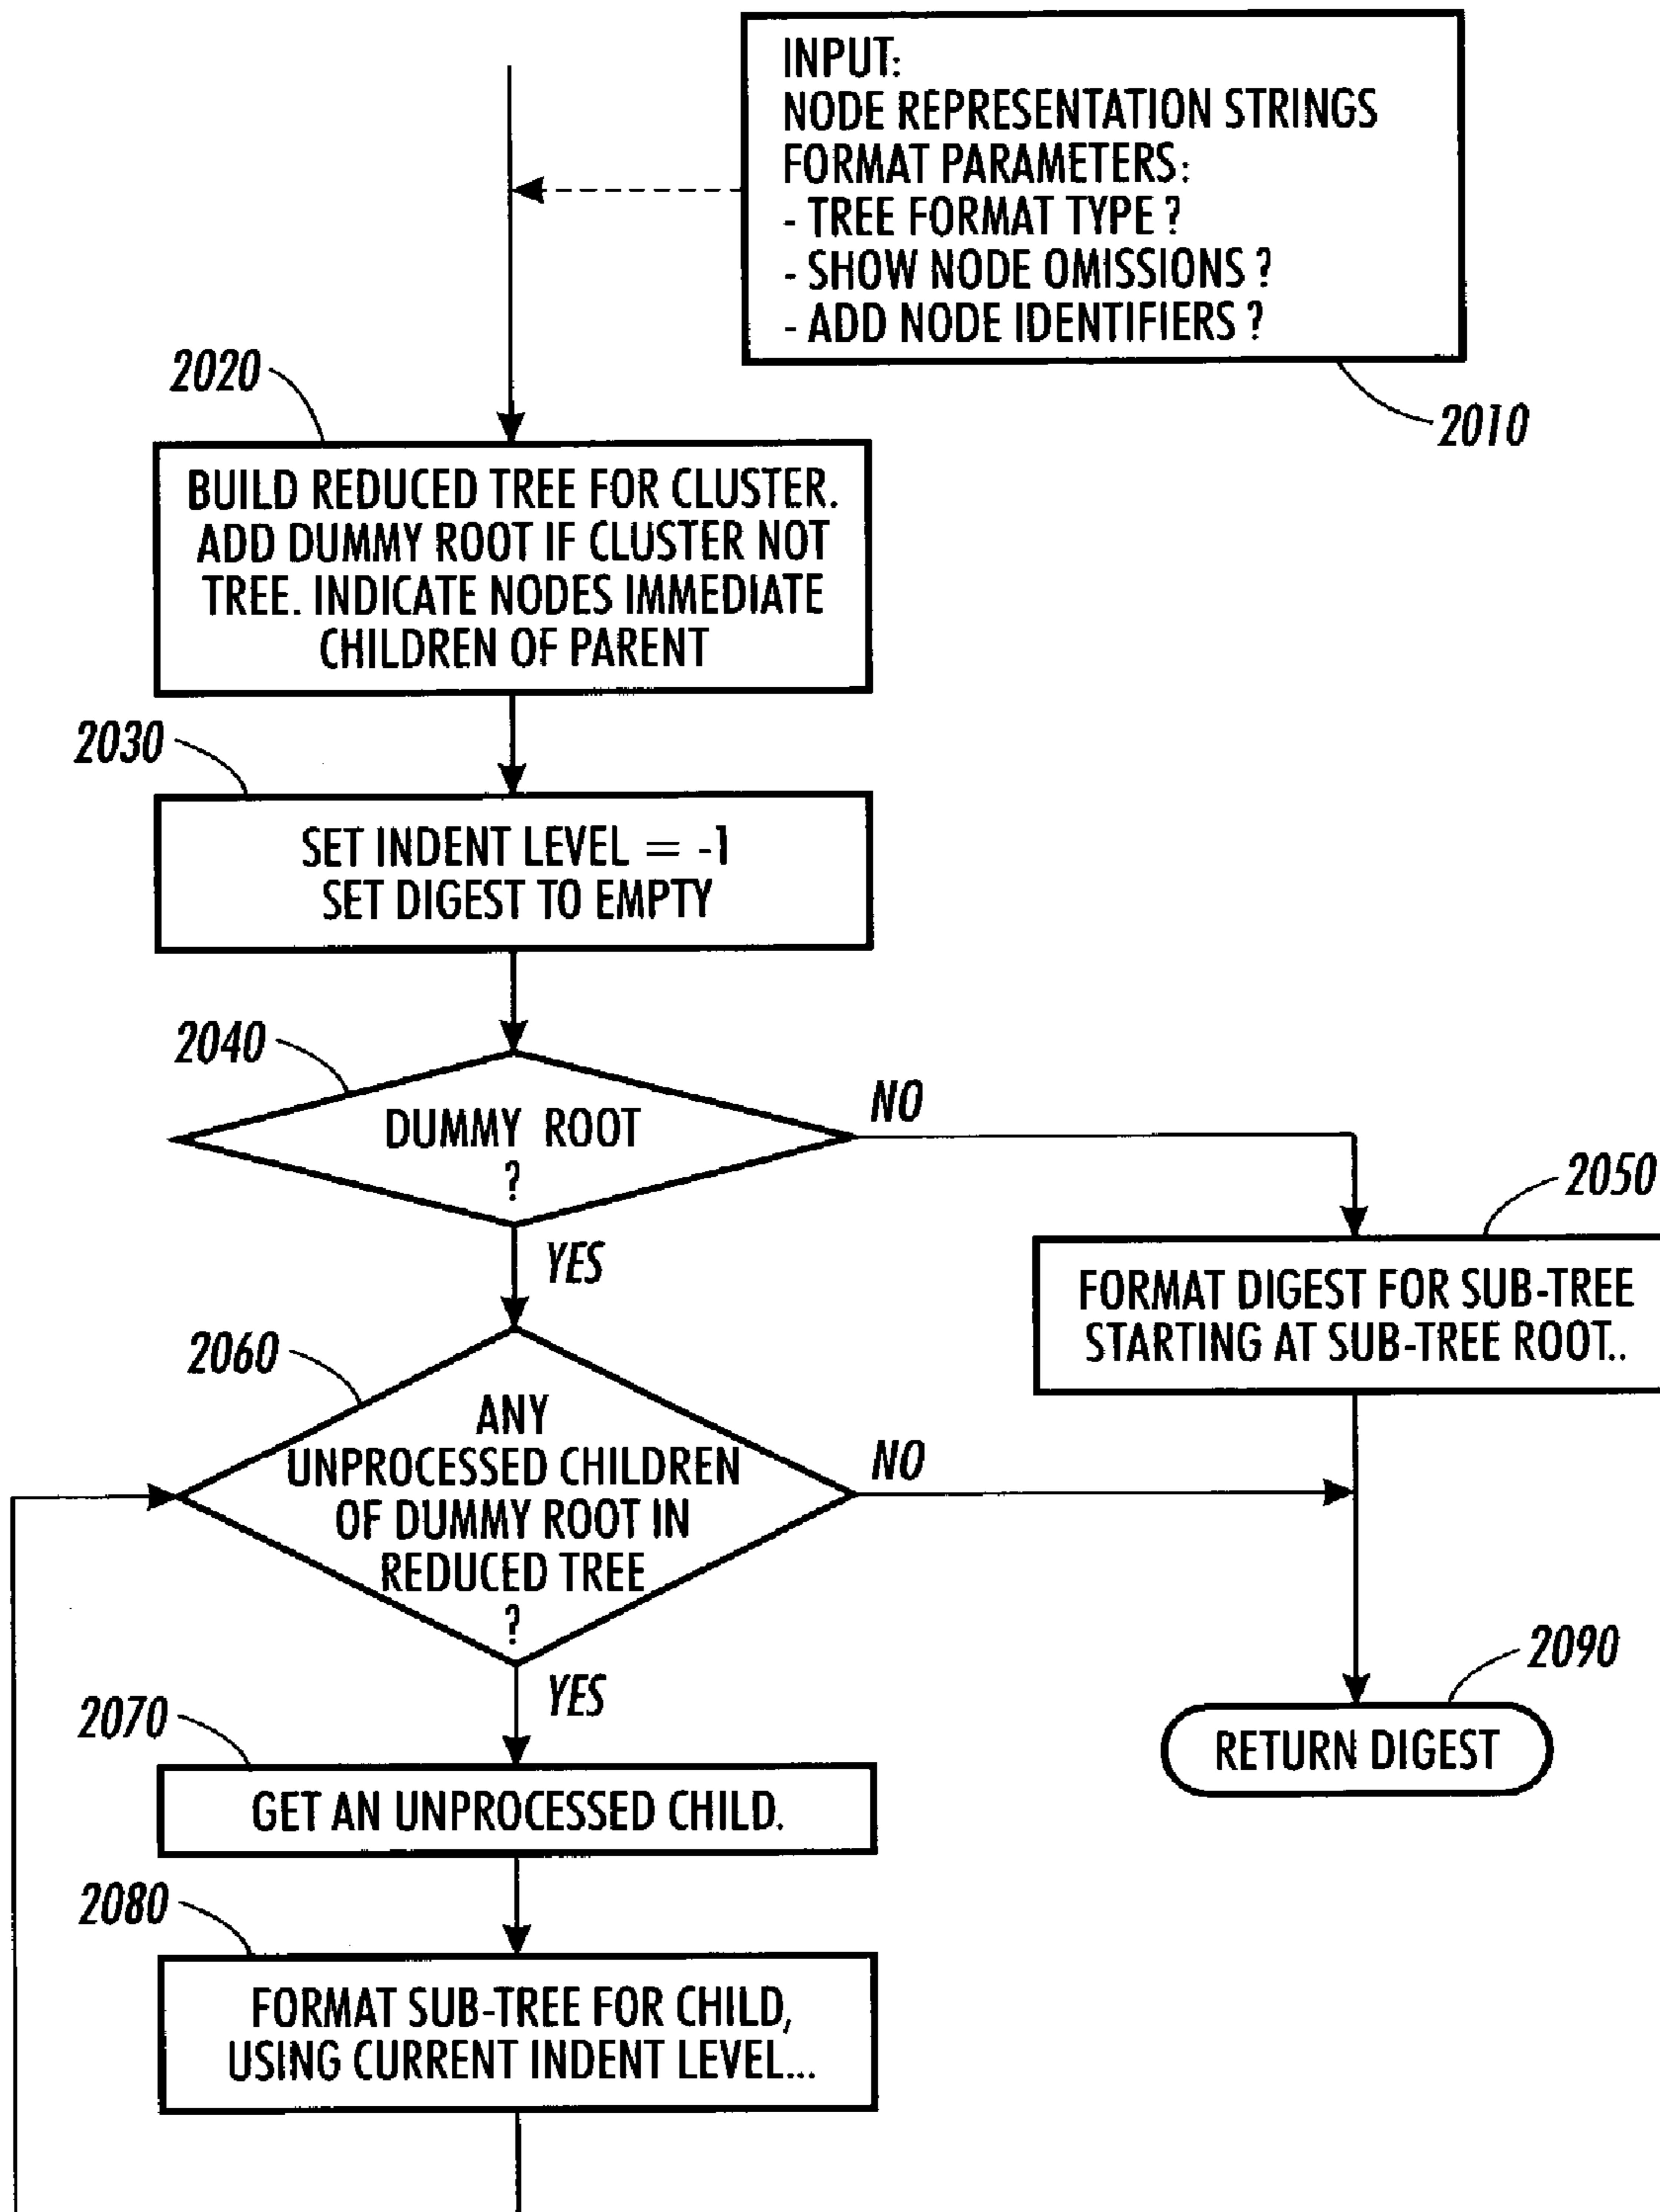 INPUT:
NODE REPRESENTATION STRINGS
FORMAT PARAMETERS:
- TREE FORMAT TYPE ?
- SHOW NODE OMISSIONS ?
- ADD NODE IDENTIFIERS ?
2010
2020
BUILD REDUCED TREE FOR CLUSTER.
ADD DUMMY ROOT IF CLUSTER NOT
TREE. INDICATE NODES IMMEDIATE
CHILDREN OF PARENT
2030
SET INDENT LEVEL = -1
SET DIGEST TO EMPTY
2040
DUMMY ROOT
?
NO
YES
2050
FORMAT DIGEST FOR SUB-TREE
STARTING AT SUB-TREE ROOT..
2060
ANY
UNPROCESSED CHILDREN
OF DUMMY ROOT IN
REDUCED TREE
?
NO
YES
2090
RETURN DIGEST
2070
GET AN UNPROCESSED CHILD.
2080
FORMAT SUB-TREE FOR CHILD,
USING CURRENT INDENT LEVEL...